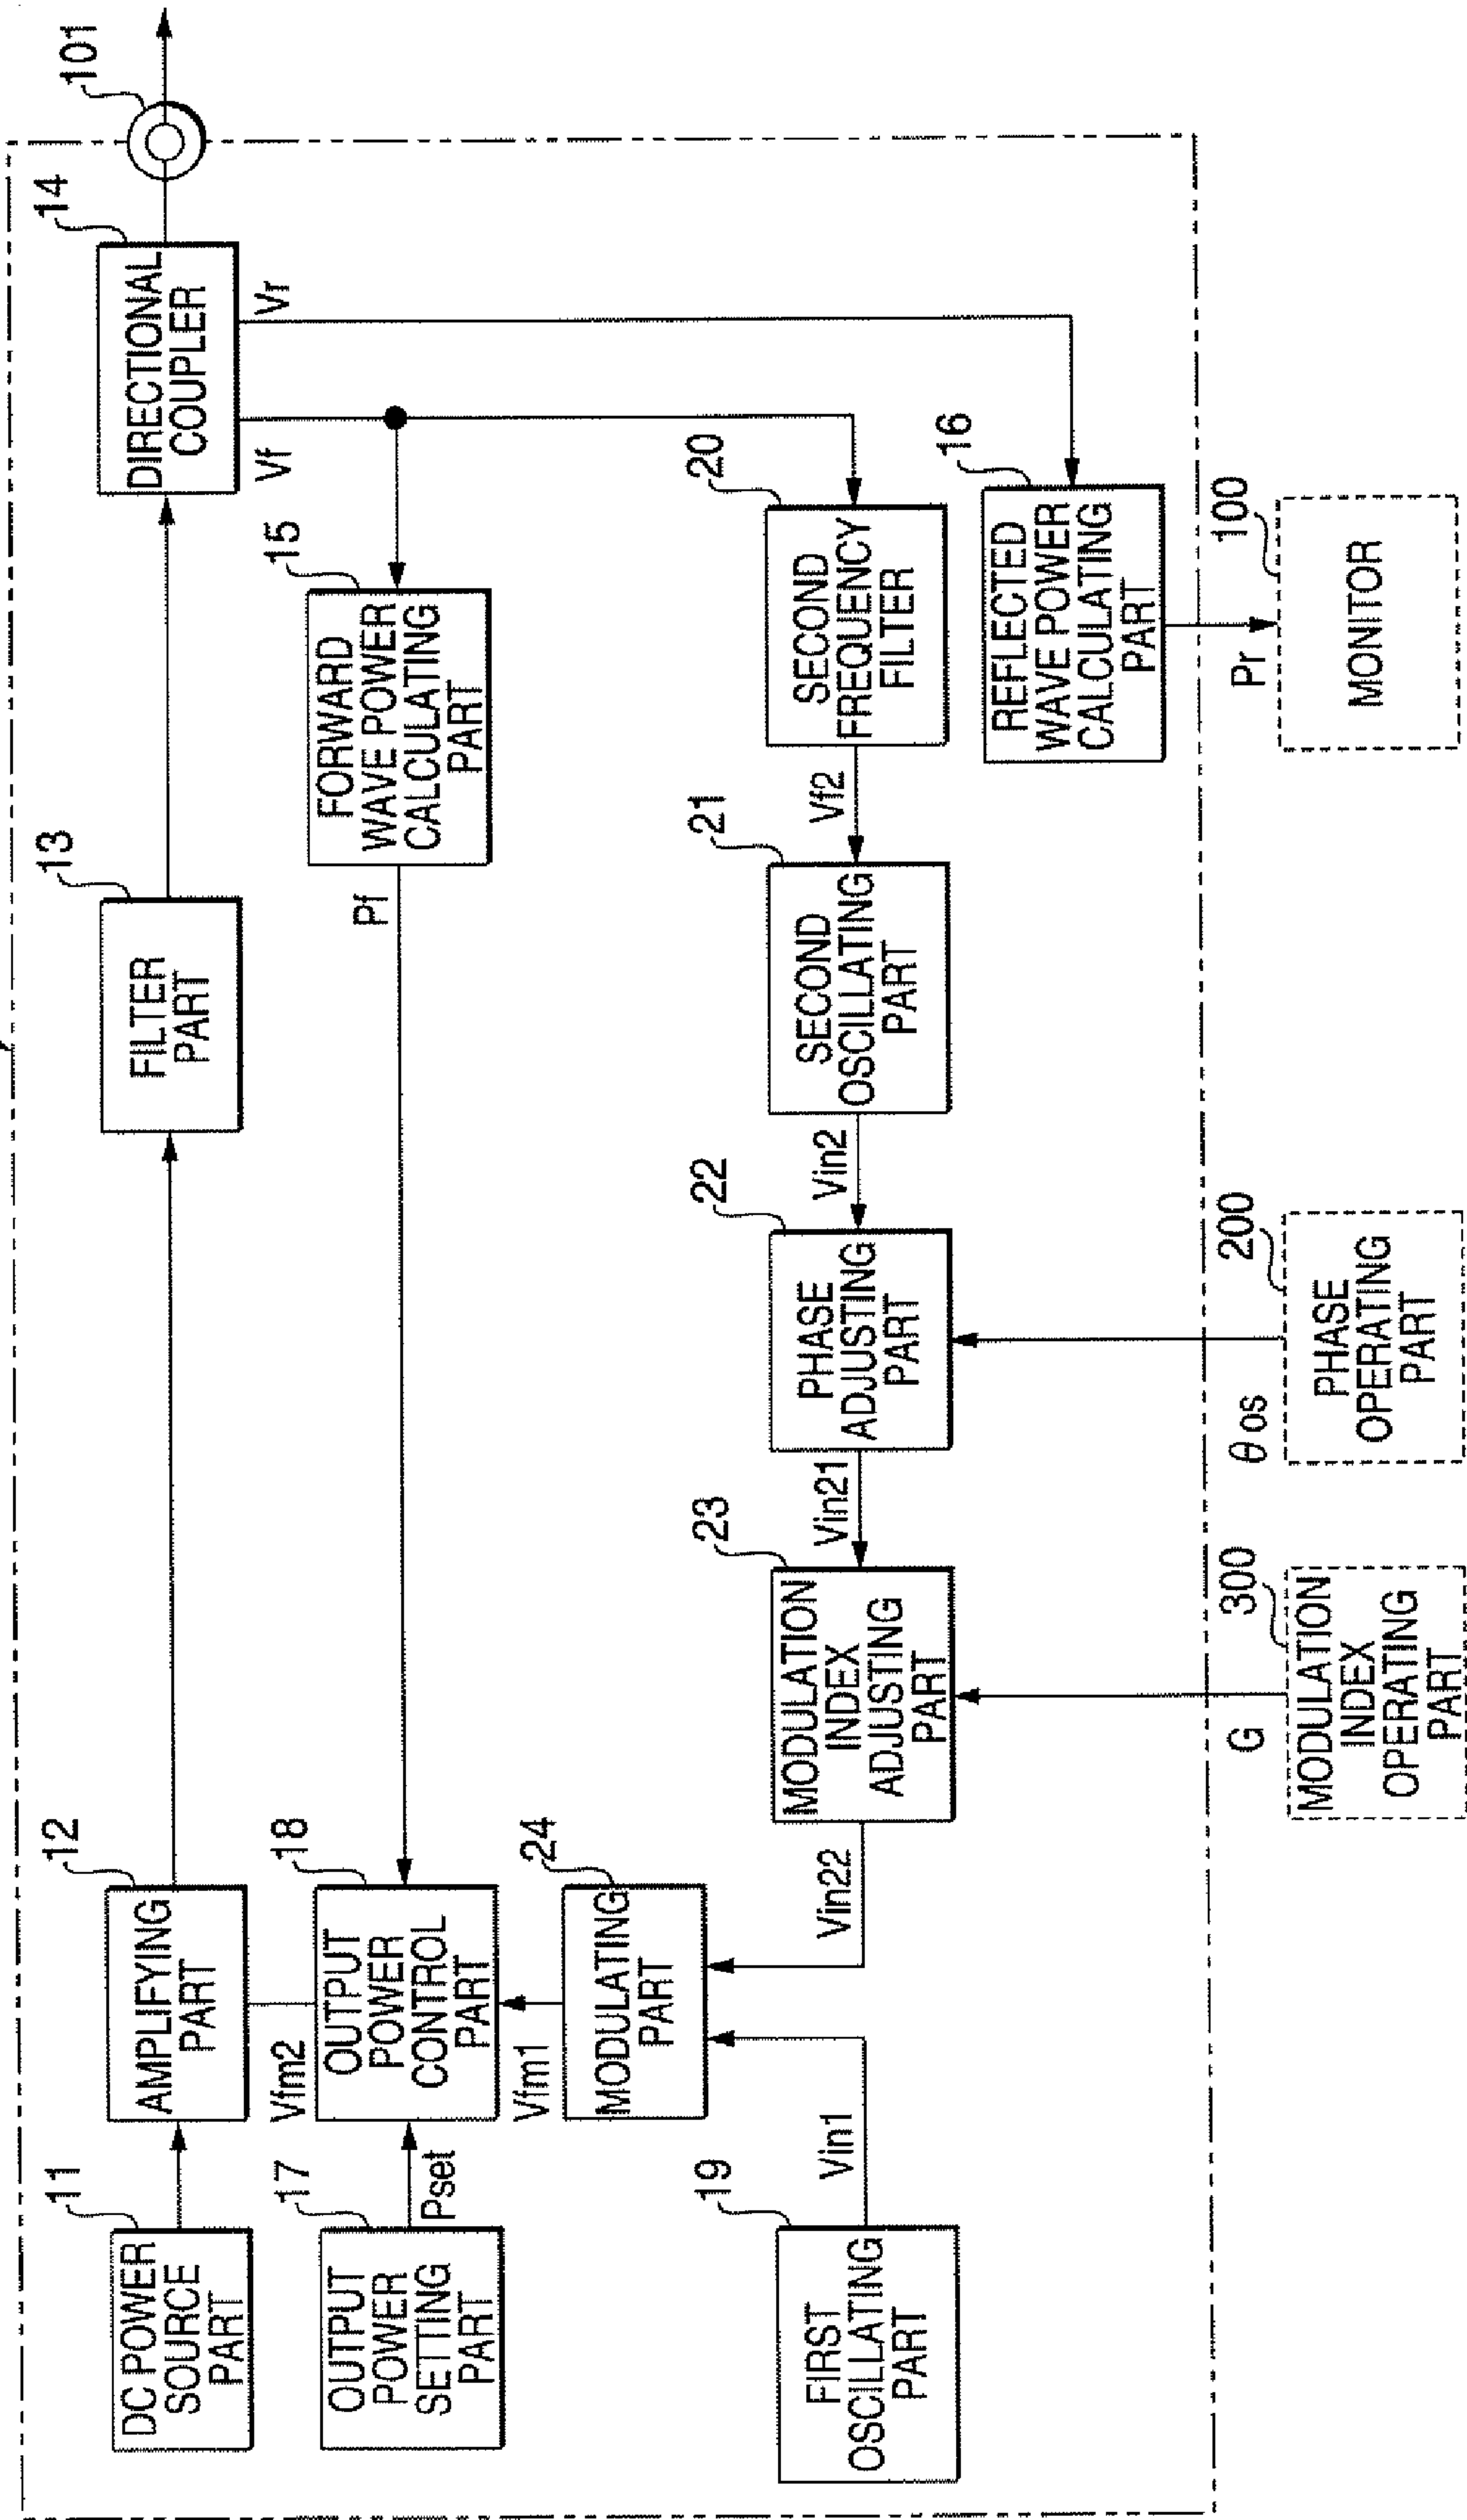 101
11
DC POWER
SOURCE
PART
12
AMPLIFYING
PART
13
FILTER
PART
14
DIRECTIONAL
COUPLER
Vfm2
Vf
Vr
17
OUTPUT
POWER
SETTING
PART
Pset
18
OUTPUT
POWER
CONTROL
PART
Pf
15
FORWARD
WAVE POWER
CALCULATING
PART
Vfm1
24
MODULATING
PART
19
FIRST
OSCILLATING
PART
Vin1
Vin22
23
MODULATION
INDEX
ADJUSTING
PART
Vin21
22
PHASE
ADJUSTING
PART
Vin2
21
SECOND
OSCILLATING
PART
Vf2
20
SECOND
FREQUENCY
FILTER
16
REFLECTED
WAVE POWER
CALCULATING
PART
G
300
MODULATION
INDEX
OPERATING
PART
θos
200
PHASE
OPERATING
PART
Pr
100
MONITOR